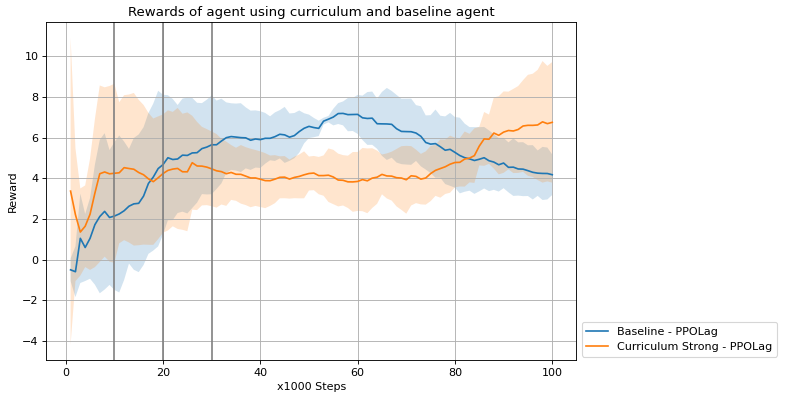 Rewards of agent using curriculum and baseline agent
10
8
6
4
2
0
−2
−4
Reward
0 20 40 60 80 100
x1000 Steps
Baseline - PPOLag
Curriculum Strong - PPOLag